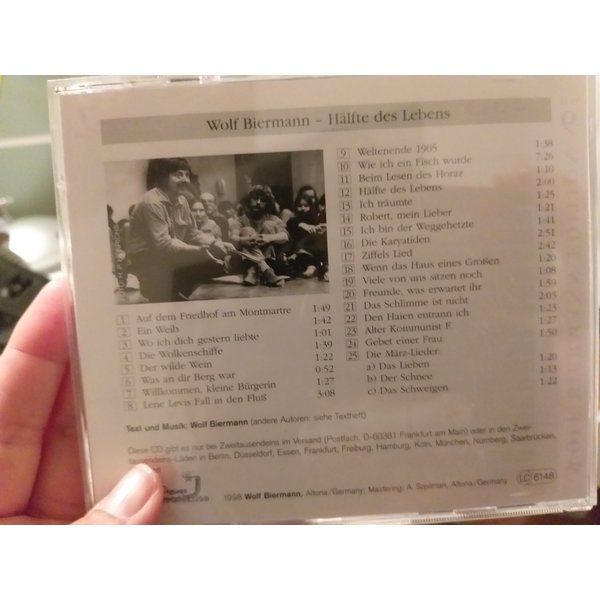 Wolf Biermann – Hälfte des Lebens
1 Auf dem Friedhof am Montmartre 1:49
2 Ein Weib 1:42
3 Wo ich dich gestern liebte 1:01
4 Die Wolkenschiffe 1:39
5 Der wilde Wein 1:22
6 Was an dir Berg war 0:52
7 Willkommen, kleine Bürgerin 1:27
8 Lene Levis Fall in den Fluß 3:08
9 Weltenende 1905 1:38
10 Wie ich ein Fisch wurde 7:26
11 Beim Lesen des Horaz 1:10
12 Hälfte des Lebens 2:00
13 Ich träumte 1:25
14 Robert, mein Lieber 1:21
15 Ich bin der Weggehetzte 1:41
16 Die Karyatiden 2:51
17 Ziffels Lied 2:42
18 Wenn das Haus eines Großen 1:20
19 Viele von uns sitzen noch 1:08
20 Freunde, was erwartet ihr 1:59
21 Das Schlimme ist nicht 2:05
22 Den Haien entrann ich 1:23
23 Alter Kommunist F. 1:27
24 Gebet einer Frau 1:50
25 Die März-Lieder:
a) Das Lieben 1:20
b) Der Schnee 1:13
c) Das Schweigen 1:22
Text und Musik: Wolf Biermann (andere Autoren: siehe Textheft)
Diese CD gibt es nur bei Zweitausendeins im Versand (Postfach, D-60381 Frankfurt am Main) oder in den Zwei-
tausendeins-Läden in Berlin, Düsseldorf, Essen, Frankfurt, Freiburg, Hamburg, Köln, München, Nürnberg, Saarbrücken,
1998 Wolf Biermann, Altona/Germany; Mastering: A. Szpilman, Altona/Germany
LC 6148